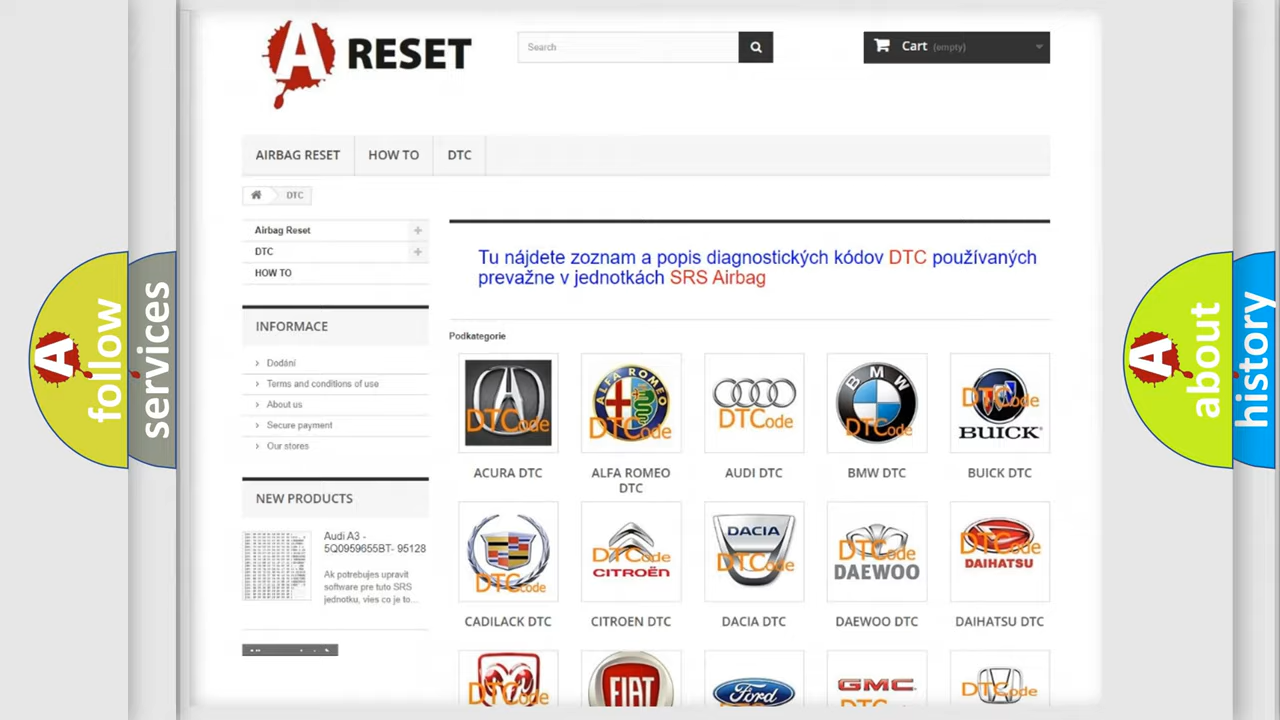 A RESET
Search
Cart (empty)
AIRBAG RESET
HOW TO
DTC
DTC
Airbag Reset
DTC
HOW TO
Tu nájdete zoznam a popis diagnostických kódov DTC používaných
prevažne v jednotkách SRS Airbag
INFORMACE
Dodání
Terms and conditions of use
About us
Secure payment
Our stores
NEW PRODUCTS
Audi A3 -
5Q0959655BT- 95128
Ak potrebujes upravit
software pre tuto SRS
jednotku, vies co je to...
Podkategorie
DTCode
ALFA ROMEO
DTCode
DTCode
BMW
DTCode
DTCode
BUICK
ACURA DTC
ALFA ROMEO
DTC
AUDI DTC
BMW DTC
BUICK DTC
DTCode
DTCode
CITROËN
DACIA
DTCode
DTCode
DAEWOO
DTCode
DAIHATSU
CADILACK DTC
CITROEN DTC
DACIA DTC
DAEWOO DTC
DAIHATSU DTC
DTCode
FIAT
Ford
GMC
DTCode
A follow
services
A about
history